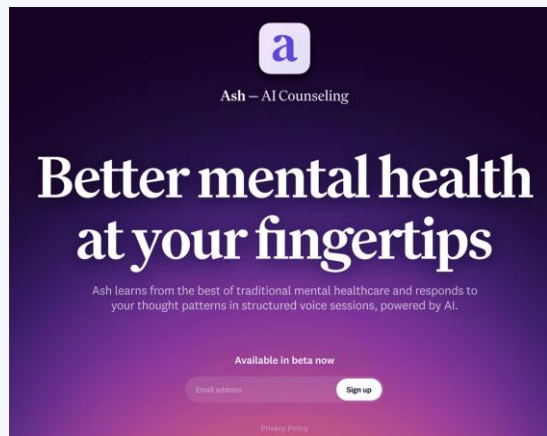 a
Ash – AI Counseling
Better mental health
at your fingertips
Ash learns from the best of traditional mental healthcare and responds to
your thought patterns in structured voice sessions, powered by AI.
Available in beta now
Email address
Sign up
Privacy Policy